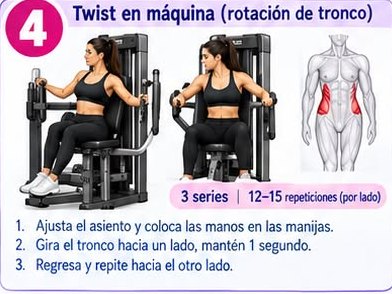 4
Twist en máquina (rotación de tronco)
3 series | 12–15 repeticiones (por lado)
1. Ajusta el asiento y coloca las manos en las manijas.
2. Gira el tronco hacia un lado, mantén 1 segundo.
3. Regresa y repite hacia el otro lado.